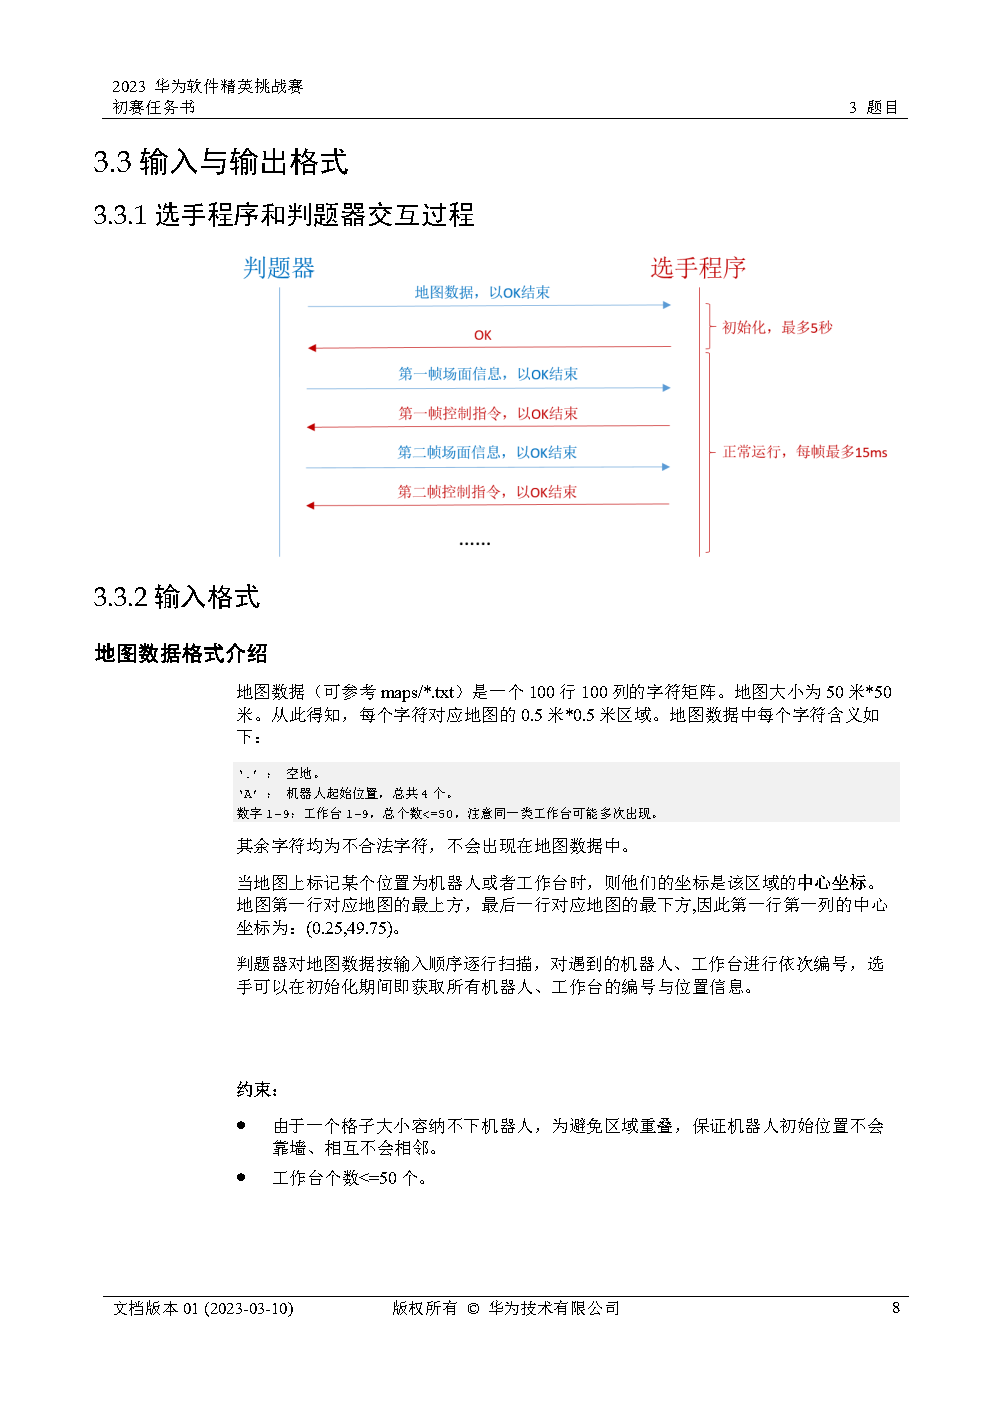 2023 华为软件精英挑战赛
初赛任务书
3 题目
3.3 输入与输出格式
3.3.1 选手程序和判题器交互过程
判题器
选手程序
地图数据，以OK结束
初始化，最多5秒
OK
第一帧场面信息，以OK结束
第一帧控制指令，以OK结束
第二帧场面信息，以OK结束
正常运行，每帧最多15ms
第二帧控制指令，以OK结束
......
3.3.2 输入格式
地图数据格式介绍
地图数据（可参考 maps/*.txt）是一个 100 行 100 列的字符矩阵。地图大小为 50 米*50
米。从此得知，每个字符对应地图的 0.5 米*0.5 米区域。地图数据中每个字符含义如
下：
‘.’ ： 空地。
‘A’ ： 机器人起始位置，总共 4 个。
数字 1-9：工作台 1-9，总个数<=50，注意同一类工作台可能多次出现。
其余字符均为不合法字符，不会出现在地图数据中。
当地图上标记某个位置为机器人或者工作台时，则他们的坐标是该区域的中心坐标。
地图第一行对应地图的最上方，最后一行对应地图的最下方,因此第一行第一列的中心
坐标为：(0.25,49.75)。
判题器对地图数据按输入顺序逐行扫描，对遇到的机器人、工作台进行依次编号，选
手可以在初始化期间即获取所有机器人、工作台的编号与位置信息。
约束：
● 由于一个格子大小容纳不下机器人，为避免区域重叠，保证机器人初始位置不会
靠墙、相互不会相邻。
● 工作台个数<=50 个。
文档版本 01 (2023-03-10)
版权所有 © 华为技术有限公司
8